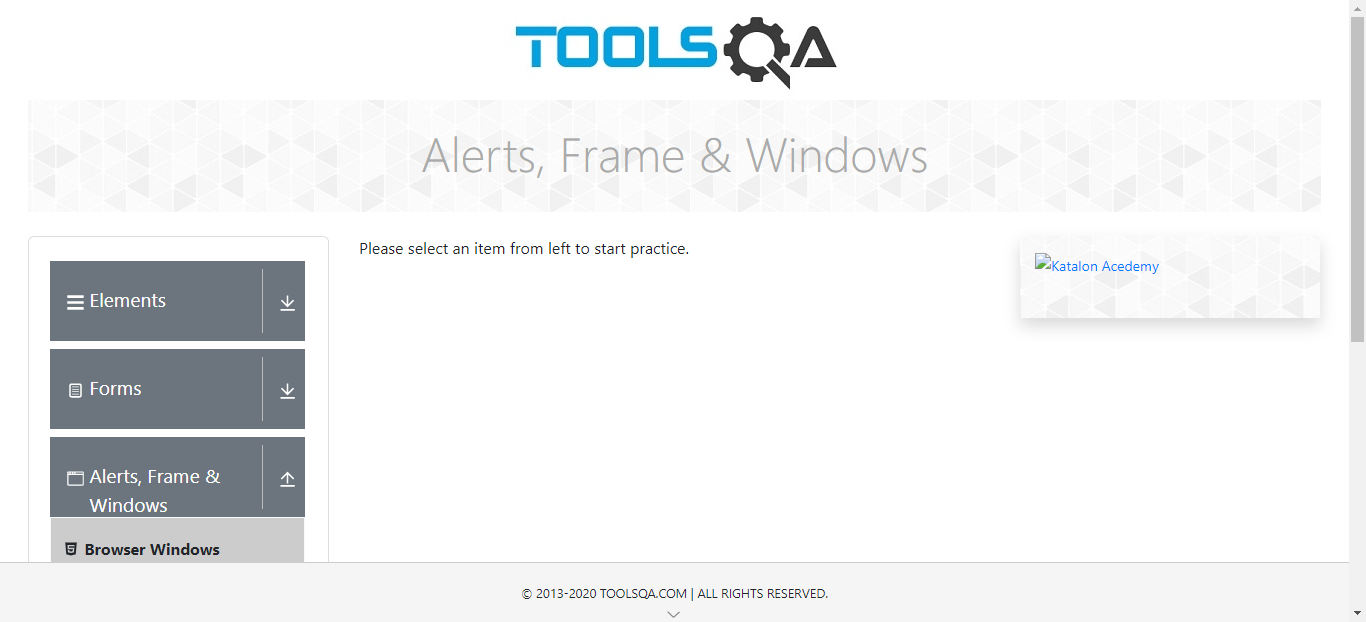 TOOLSQA
Alerts, Frame & Windows
Elements
Forms
Alerts, Frame &
Windows
Browser Windows
Please select an item from left to start practice.
Katalon Acedemy
© 2013-2020 TOOLSQA.COM | ALL RIGHTS RESERVED.